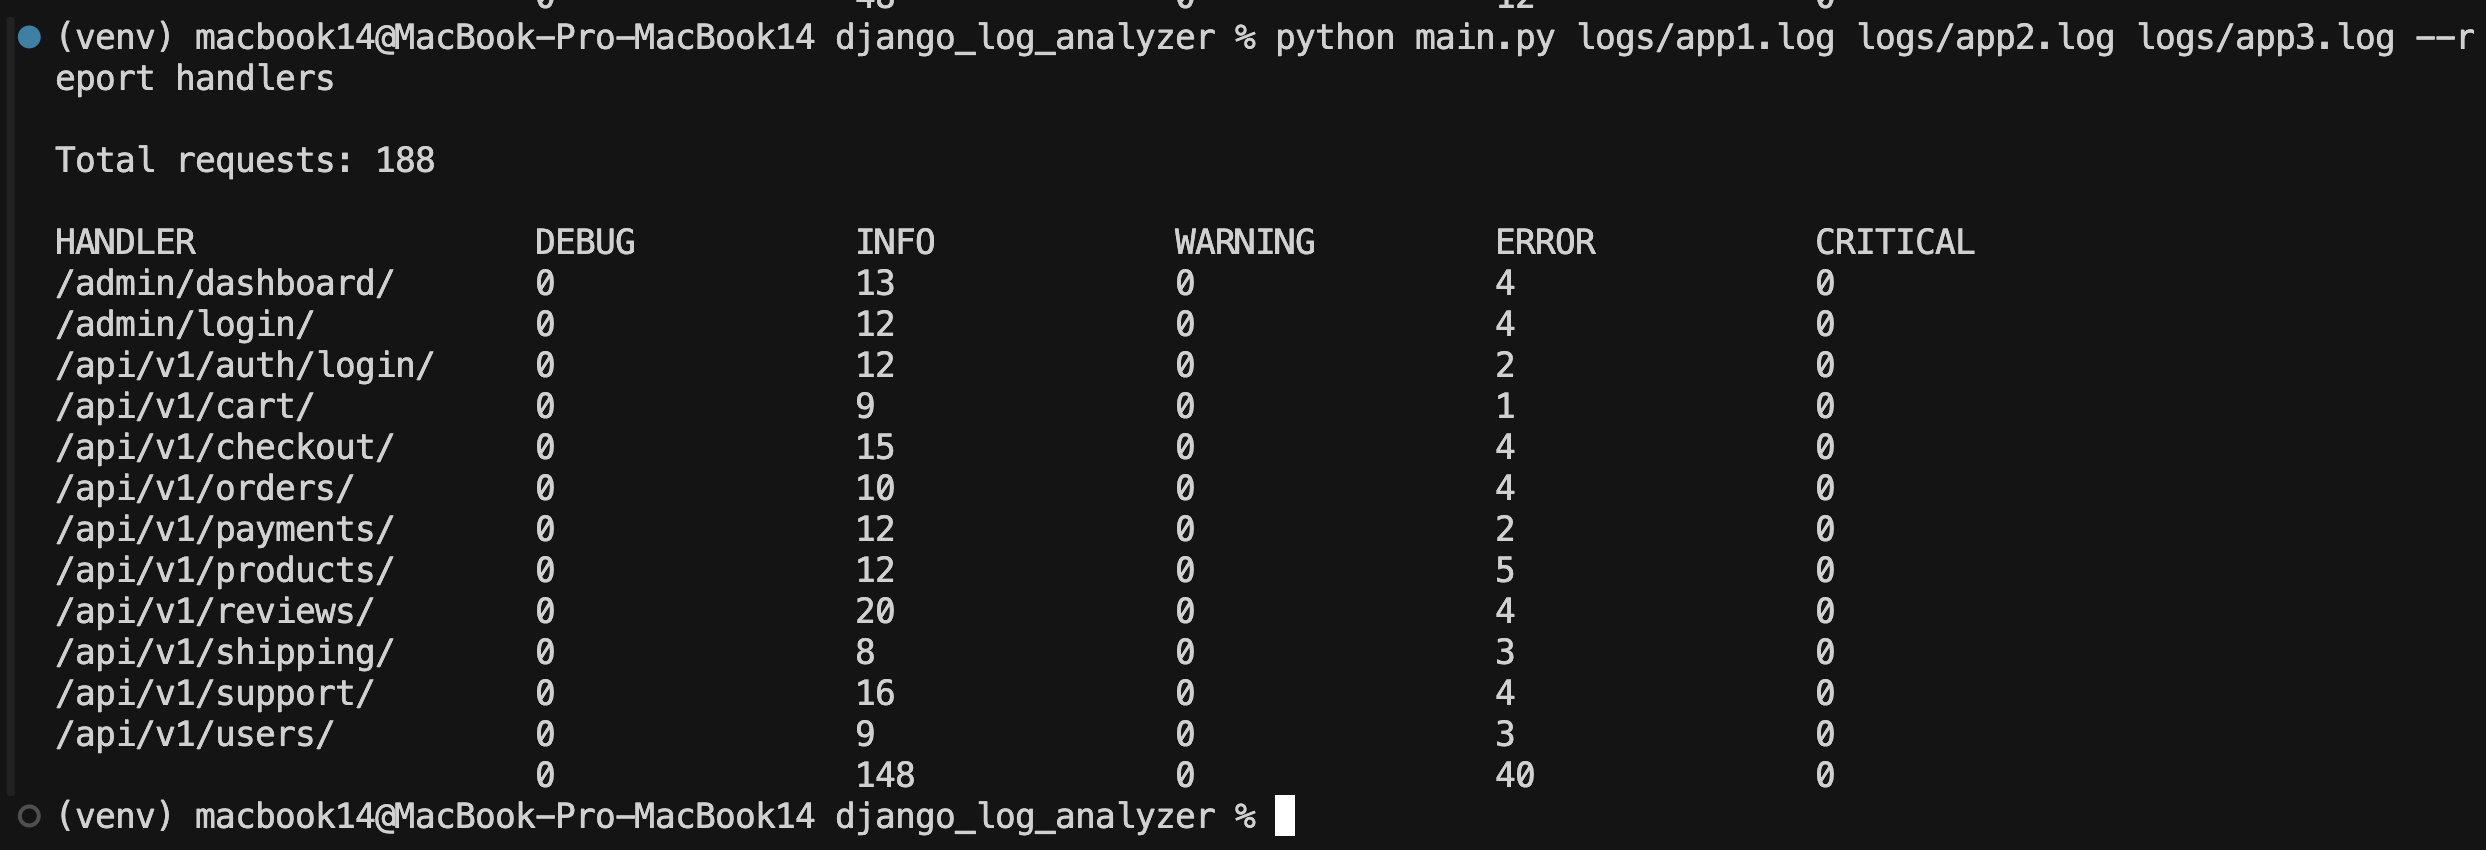 0 48 0 12 0
(venv) macbook14@MacBook-Pro-MacBook14 django_log_analyzer % python main.py logs/app1.log logs/app2.log logs/app3.log --r
eport handlers
Total requests: 188
HANDLER DEBUG INFO WARNING ERROR CRITICAL
/admin/dashboard/ 0 13 0 4 0
/admin/login/ 0 12 0 4 0
/api/v1/auth/login/ 0 12 0 2 0
/api/v1/cart/ 0 9 0 1 0
/api/v1/checkout/ 0 15 0 4 0
/api/v1/orders/ 0 10 0 4 0
/api/v1/payments/ 0 12 0 2 0
/api/v1/products/ 0 12 0 5 0
/api/v1/reviews/ 0 20 0 4 0
/api/v1/shipping/ 0 8 0 3 0
/api/v1/support/ 0 16 0 4 0
/api/v1/users/ 0 9 0 3 0
0 148 0 40 0
(venv) macbook14@MacBook-Pro-MacBook14 django_log_analyzer %